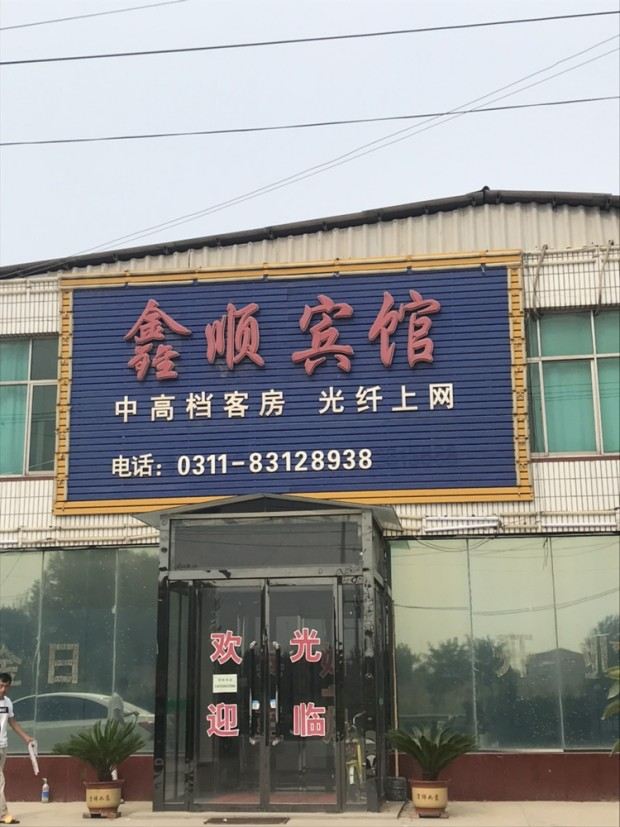 鑫顺宾馆
中高档客房 光纤上网
电话：0311-83128938
欢光
迎临